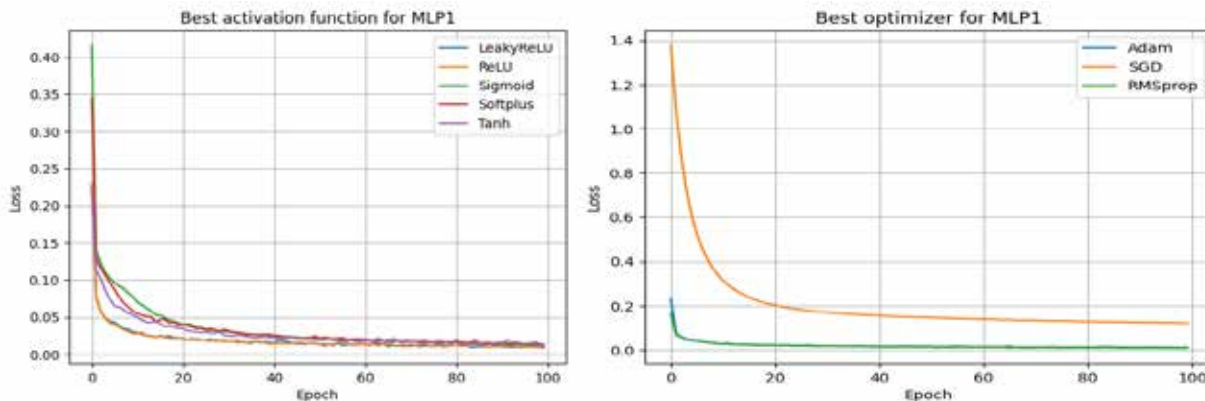 Best activation function for MLP1
LeakyReLU
ReLU
Sigmoid
Softplus
Tanh
0.40
0.35
0.30
0.25
0.20
0.15
0.10
0.05
0.00
Loss
0
20
40
60
80
100
Epoch
Best optimizer for MLP1
Adam
SGD
RMSprop
1.4
1.2
1.0
0.8
0.6
0.4
0.2
0.0
Loss
0
20
40
60
80
100
Epoch